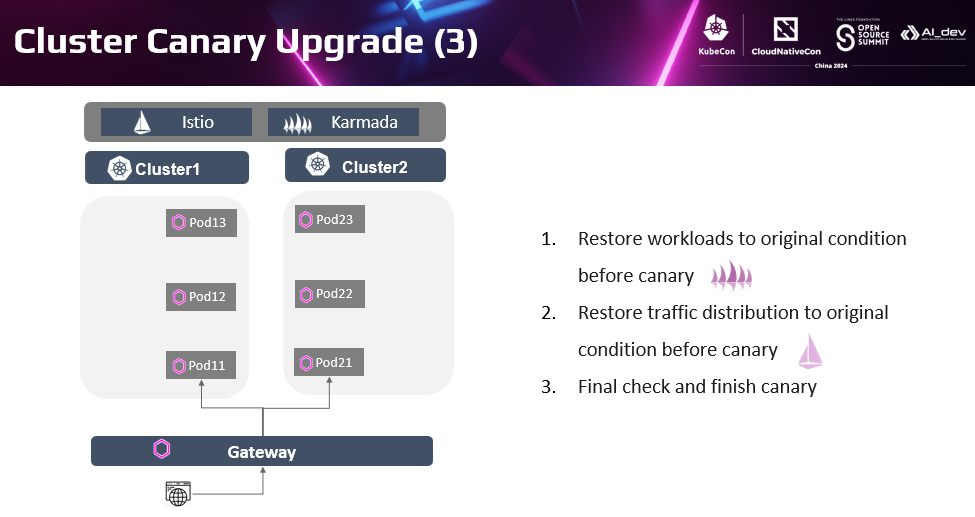 Cluster Canary Upgrade (3)
KubeCon
CloudNativeCon
THE LINUX FOUNDATION
OPEN
SOURCE
SUMMIT
AI_dev
China 2024
Istio
Karmada
Cluster1
Cluster2
Pod13
Pod23
Pod12
Pod22
Pod11
Pod21
Gateway
1. Restore workloads to original condition
before canary
2. Restore traffic distribution to original
condition before canary
3. Final check and finish canary